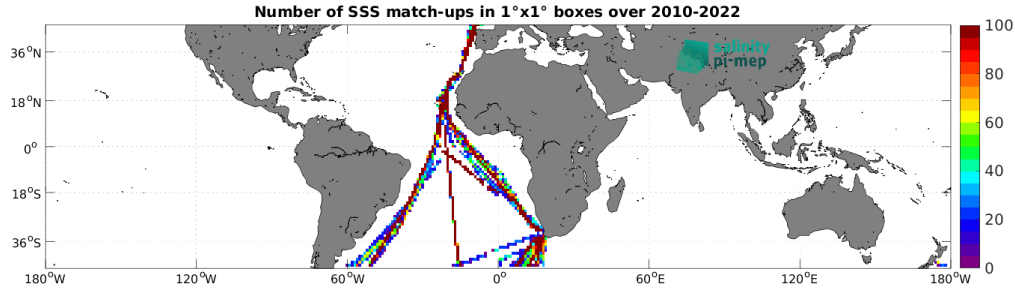 Number of SSS match-ups in 1°x1° boxes over 2010-2022
salinity
pi-mep
36°N
18°N
0°
18°S
36°S
180°W
120°W
60°W
0°
60°E
120°E
180°W
100
80
60
40
20
0